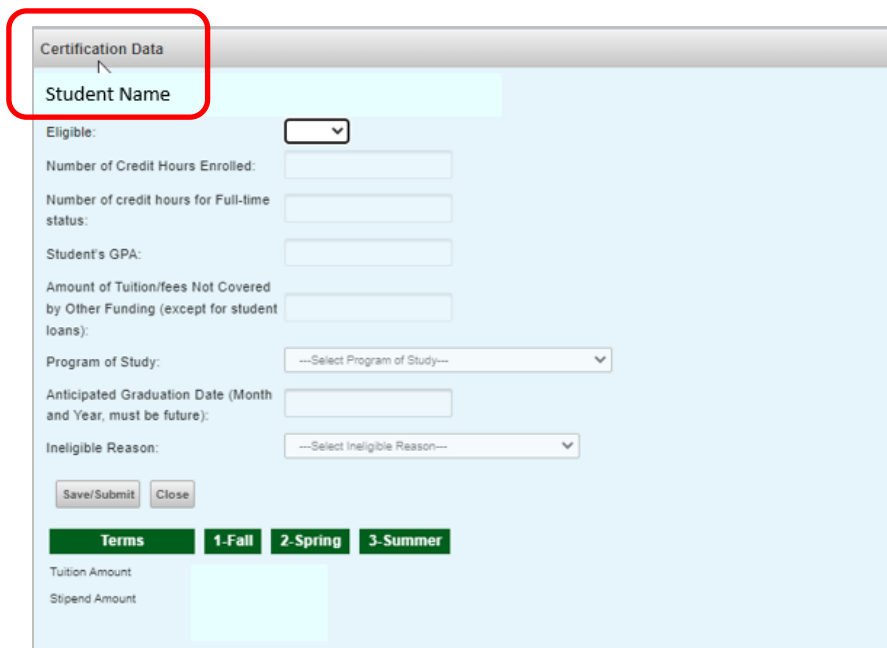 Certification Data
Student Name
Eligible:
Number of Credit Hours Enrolled:
Number of credit hours for Full-time
status:
Student's GPA:
Amount of Tuition/fees Not Covered
by Other Funding (except for student
loans):
Program of Study: ---Select Program of Study---
Anticipated Graduation Date (Month
and Year, must be future):
Ineligible Reason: ---Select Ineligible Reason---
Save/Submit Close
Terms 1-Fall 2-Spring 3-Summer
Tuition Amount
Stipend Amount